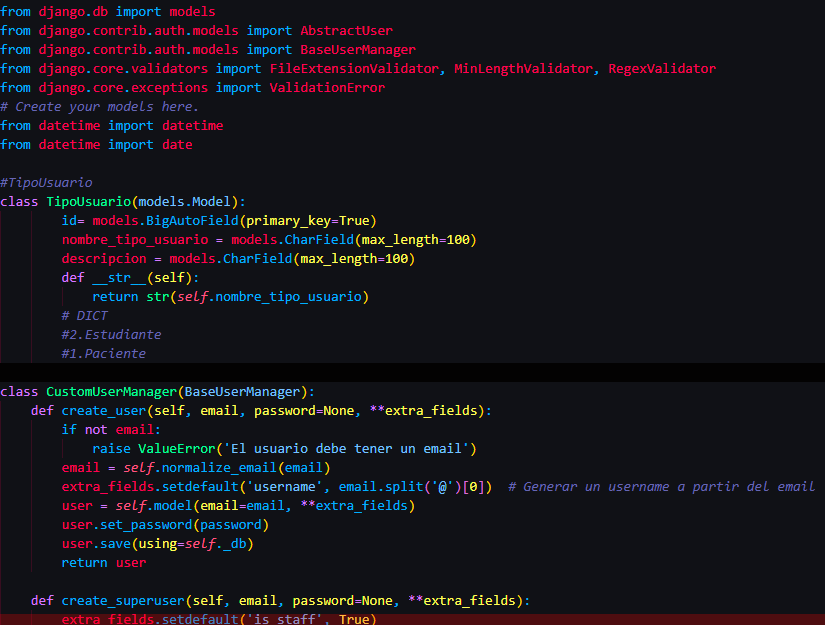 from django.db import models
from django.contrib.auth.models import AbstractUser
from django.contrib.auth.models import BaseUserManager
from django.core.validators import FileExtensionValidator, MinLengthValidator, RegexValidator
from django.core.exceptions import ValidationError
# Create your models here.
from datetime import datetime
from datetime import date

#TipoUsuario
class TipoUsuario(models.Model):
        id= models.BigAutoField(primary_key=True)
        nombre_tipo_usuario = models.CharField(max_length=100)
        descripcion = models.CharField(max_length=100)
        def __str__(self):
            return str(self.nombre_tipo_usuario)
        # DICT
        #2.Estudiante
        #1.Paciente

class CustomUserManager(BaseUserManager):
    def create_user(self, email, password=None, **extra_fields):
        if not email:
            raise ValueError('El usuario debe tener un email')
        email = self.normalize_email(email)
        extra_fields.setdefault('username', email.split('@')[0])  # Generar un username a partir del email
        user = self.model(email=email, **extra_fields)
        user.set_password(password)
        user.save(using=self._db)
        return user

    def create_superuser(self, email, password=None, **extra_fields):
        extra_fields.setdefault('is_staff', True)